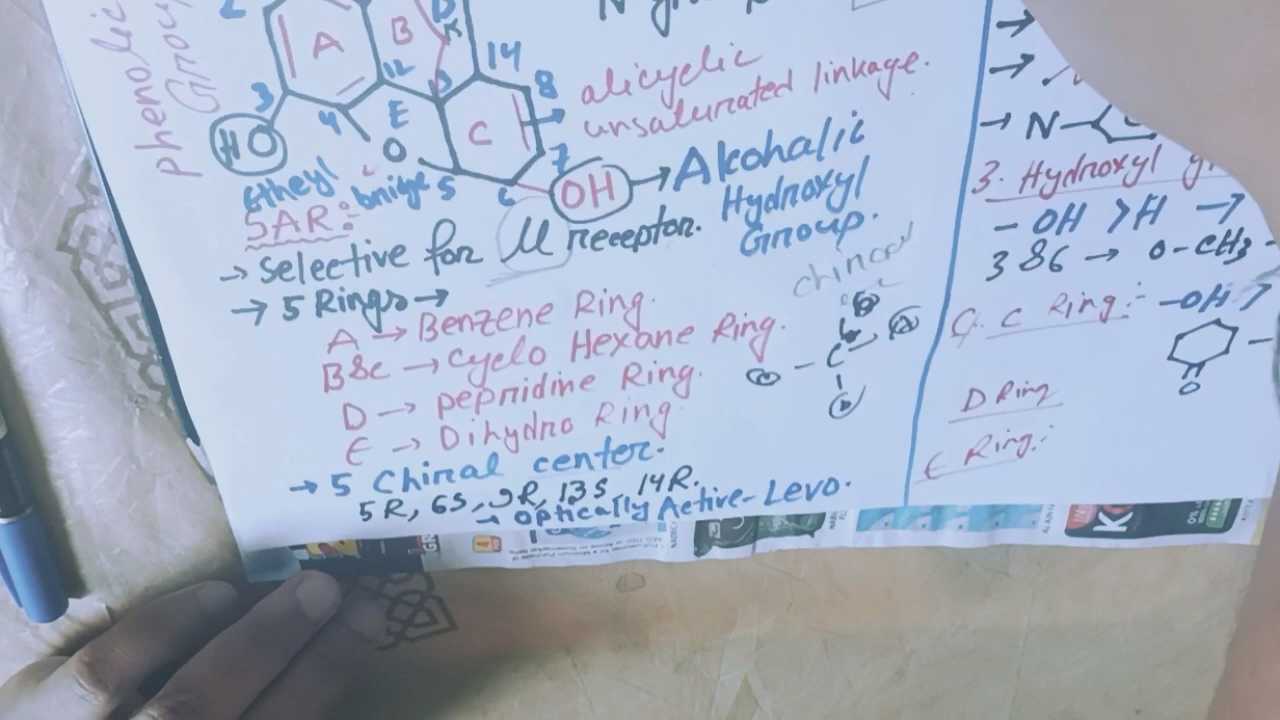 phenolic
Group
N
A
B
D
12
14
3
4
E
8
C
HO
O
7
5
6
OH
alicyclic
unsaturated linkage.
Akohalic
Hydroxyl
Group.
Etheyl bridge
SAR:
→ Selective for μ receptor.
→ 5 Rings →
A → Benzene Ring.
B&C → Cyclo Hexane Ring.
D → pepridine Ring.
E → Dihydro Ring
→ 5 Chiral center.
5R, 6S, 9R, 13S, 14R.
→ optically Active-Levo.
chiral
C
→ N
3. Hydroxyl
- OH > H →
3 & 6 → O-CH3
C Ring:- -OH >
O
D Ring
E Ring:-